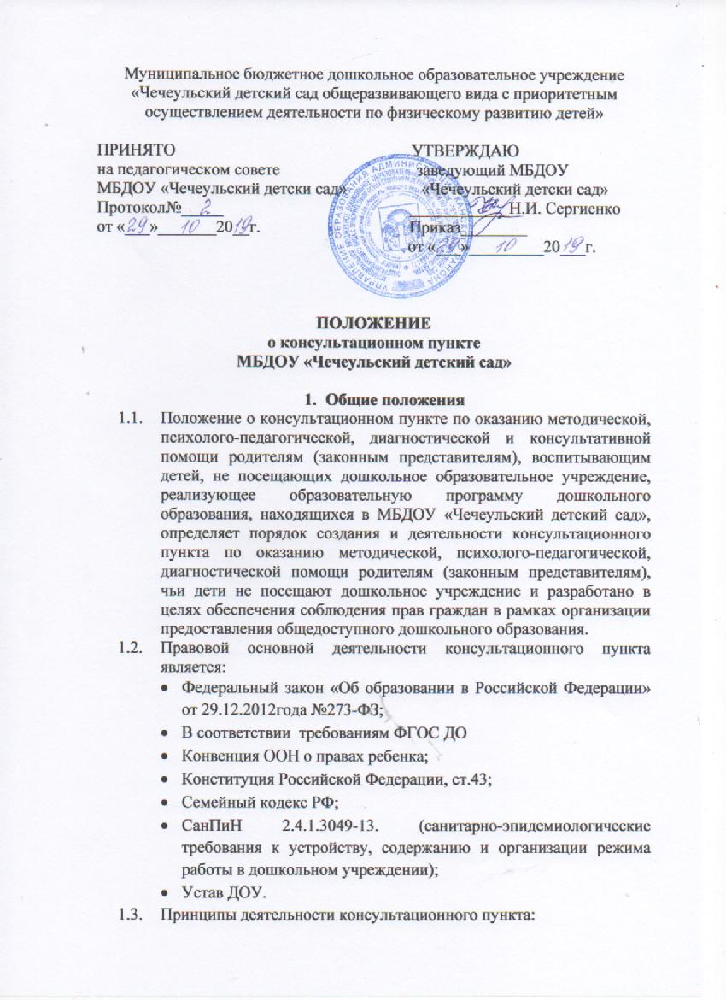 Муниципальное бюджетное дошкольное образовательное учреждение
«Чечеульский детский сад общеразвивающего вида с приоритетным
осуществлением деятельности по физическому развитию детей»
ПРИНЯТО
на педагогическом совете
МБДОУ «Чечеульский детски сад»
Протокол№ 2
от «29» 10 2019г.
УТВЕРЖДАЮ
заведующий МБДОУ
«Чечеульский детски сад»
Н.И. Сергиенко
Приказ
от « » 10 2019 г.
ПОЛОЖЕНИЕ
о консультационном пункте
МБДОУ «Чечеульский детский сад»
1. Общие положения
1.1. Положение о консультационном пункте по оказанию методической,
психолого-педагогической, диагностической и консультативной
помощи родителям (законным представителям), воспитывающим
детей, не посещающих дошкольное образовательное учреждение,
реализующее образовательную программу дошкольного
образования, находящихся в МБДОУ «Чечеульский детский сад»,
определяет порядок создания и деятельности консультационного
пункта по оказанию методической, психолого-педагогической,
диагностической помощи родителям (законным представителям),
чьи дети не посещают дошкольное учреждение и разработано в
целях обеспечения соблюдения прав граждан в рамках организации
предоставления общедоступного дошкольного образования.
1.2. Правовой основной деятельности консультационного пункта
является:
• Федеральный закон «Об образовании в Российской Федерации»
от 29.12.2012года №273-ФЗ;
• В соответствии требованиям ФГОС ДО
• Конвенция ООН о правах ребенка;
• Конституция Российской Федерации, ст.43;
• Семейный кодекс РФ;
• СанПиН 2.4.1.3049-13. (санитарно-эпидемиологические
требования к устройству, содержанию и организации режима
работы в дошкольном учреждении);
• Устав ДОУ.
1.3. Принципы деятельности консультационного пункта: